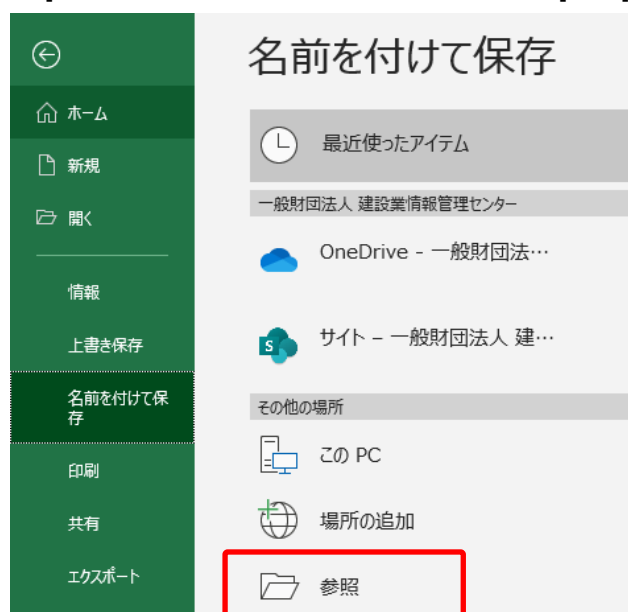 名前を付けて保存
ホーム
新規
開く
情報
上書き保存
名前を付けて保
存
印刷
共有
エクスポート
最近使ったアイテム
一般財団法人 建設業情報管理センター
OneDrive - 一般財団法…
サイト – 一般財団法人 建…
その他の場所
この PC
場所の追加
参照